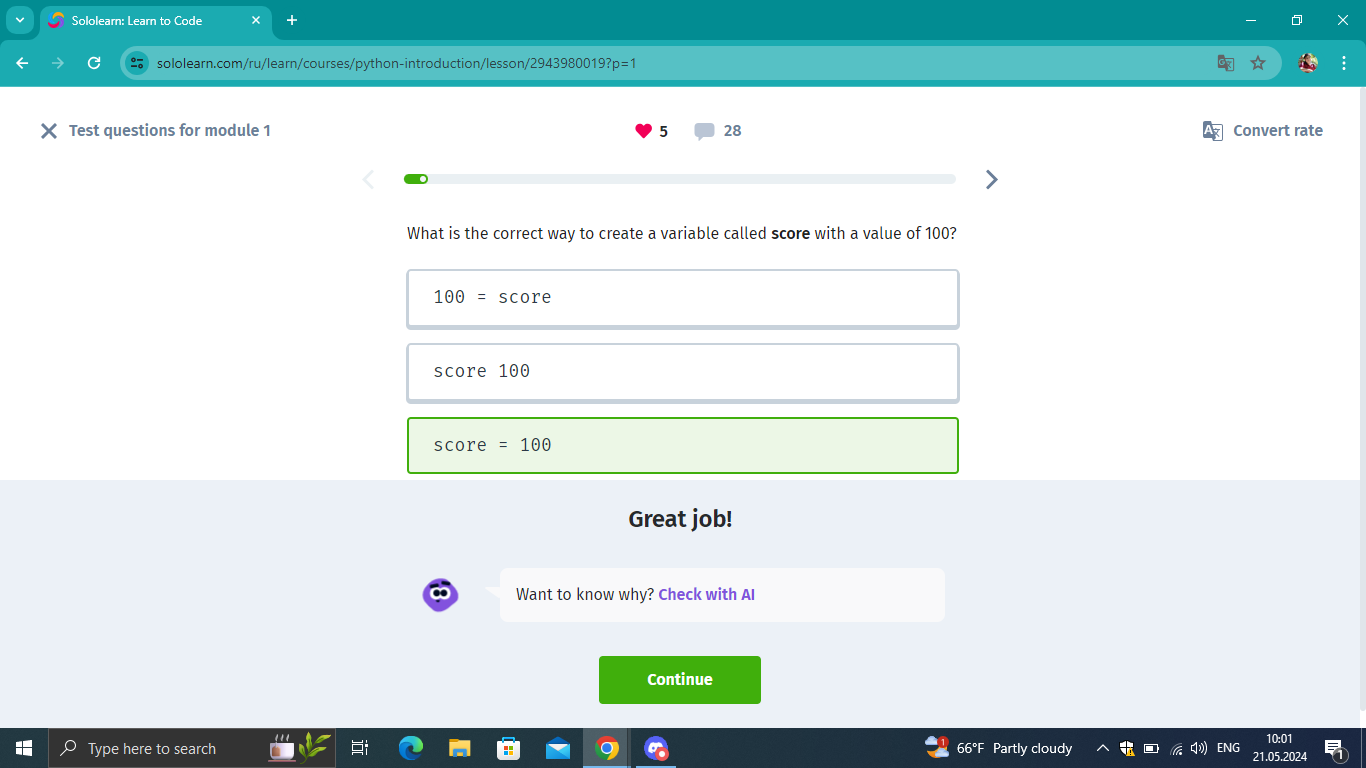 Sololearn: Learn to Code
sololearn.com/ru/learn/courses/python-introduction/lesson/2943980019?p=1
Test questions for module 1
5
28
Convert rate
What is the correct way to create a variable called score with a value of 100?
100 = score
score 100
score = 100
Great job!
Want to know why? Check with AI
Continue
Type here to search
1
66°F Partly cloudy
ENG
10:01
21.05.2024
1